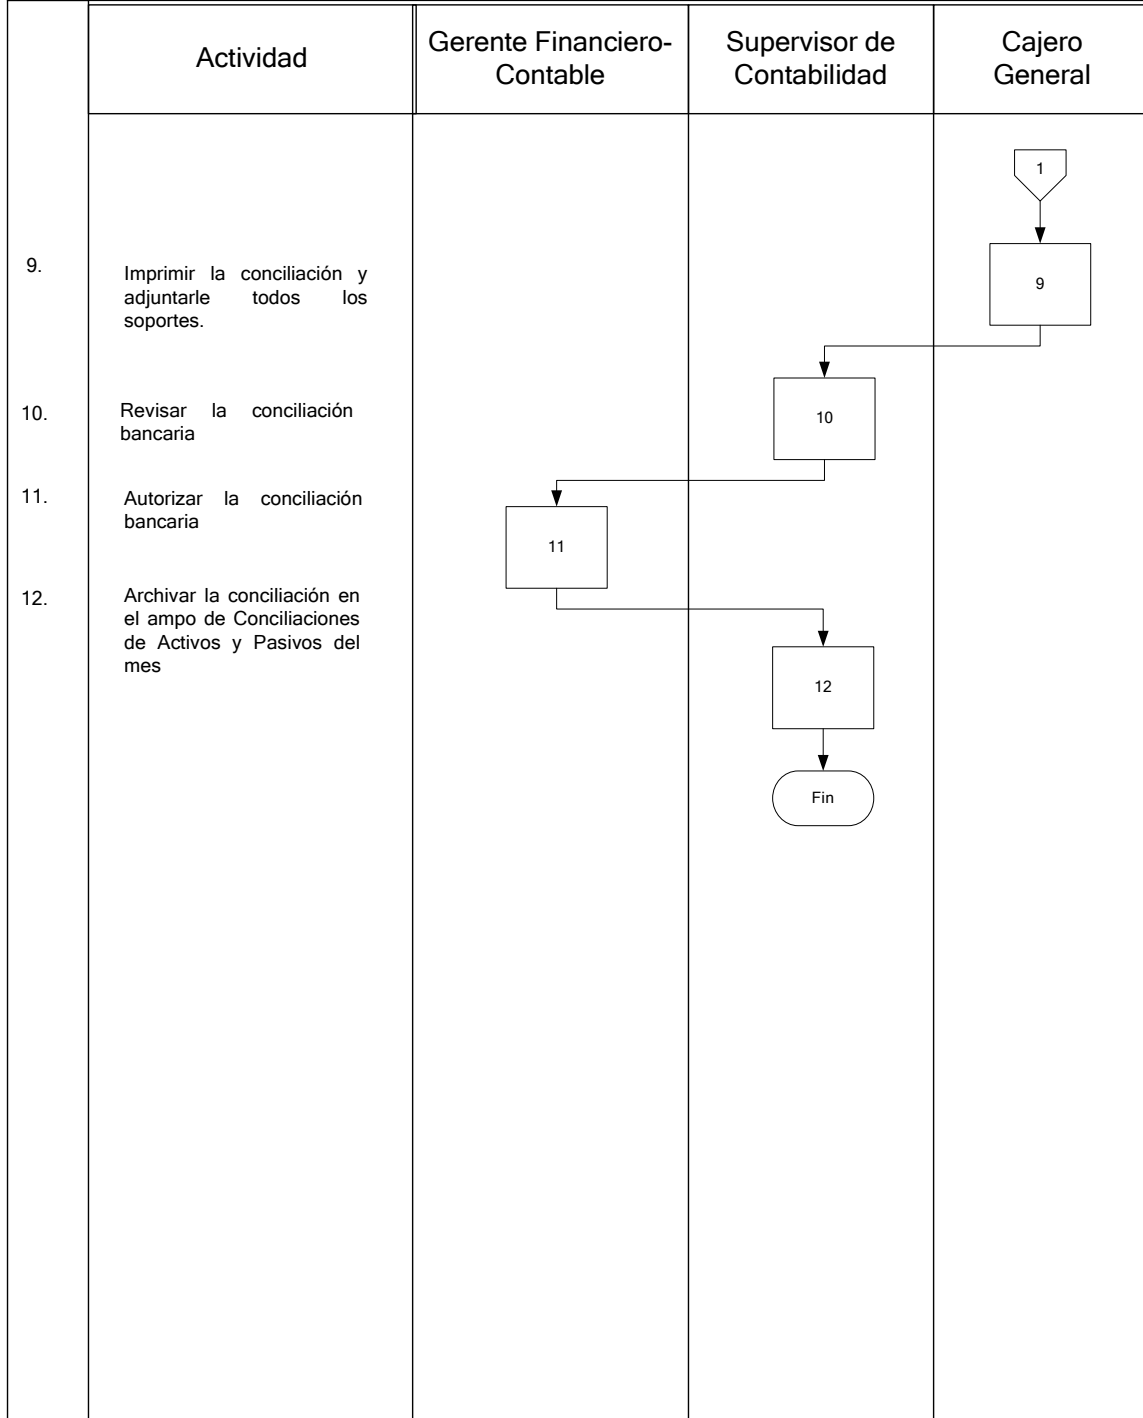 Actividad
Gerente Financiero-
Contable
Supervisor de
Contabilidad
Cajero
General
1
9.
Imprimir la conciliación y
adjuntarle todos los
soportes.
9
10.
Revisar la conciliación
bancaria
10
11.
Autorizar la conciliación
bancaria
11
12.
Archivar la conciliación en
el ampo de Conciliaciones
de Activos y Pasivos del
mes
12
Fin